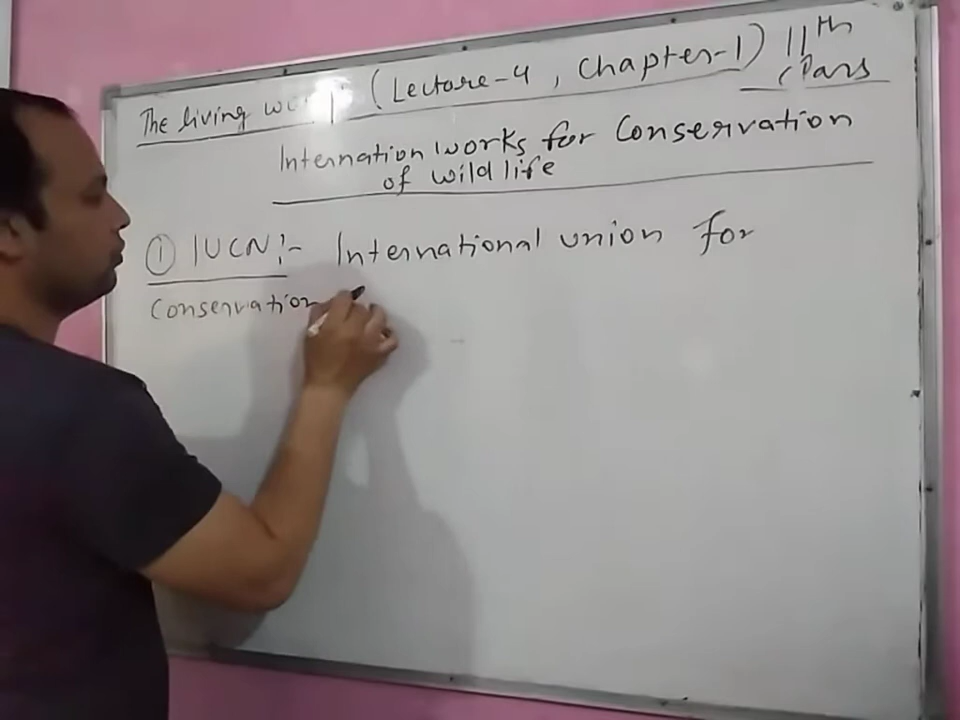 The living wo (Lecture-4, Chapter-1) 11th
Class
Internation works for Conservation
of wild life
① IUCN:- International union for
Conservation